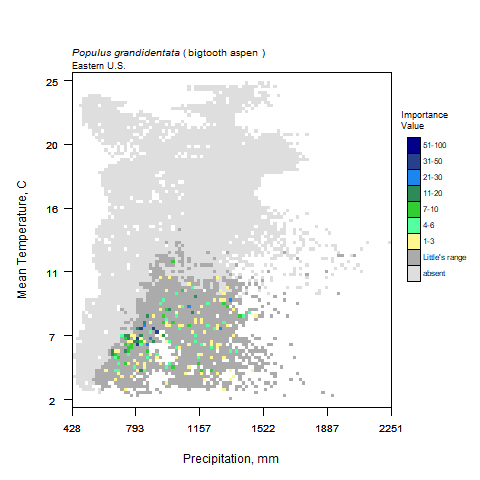 Populus grandidentata ( bigtooth aspen )
Eastern U.S.
25
20
16
11
7
2
Mean Temperature, C
428 793 1157 1522 1887 2251
Precipitation, mm
Importance
Value
51-100
31-50
21-30
11-20
7-10
4-6
1-3
Little's range
absent